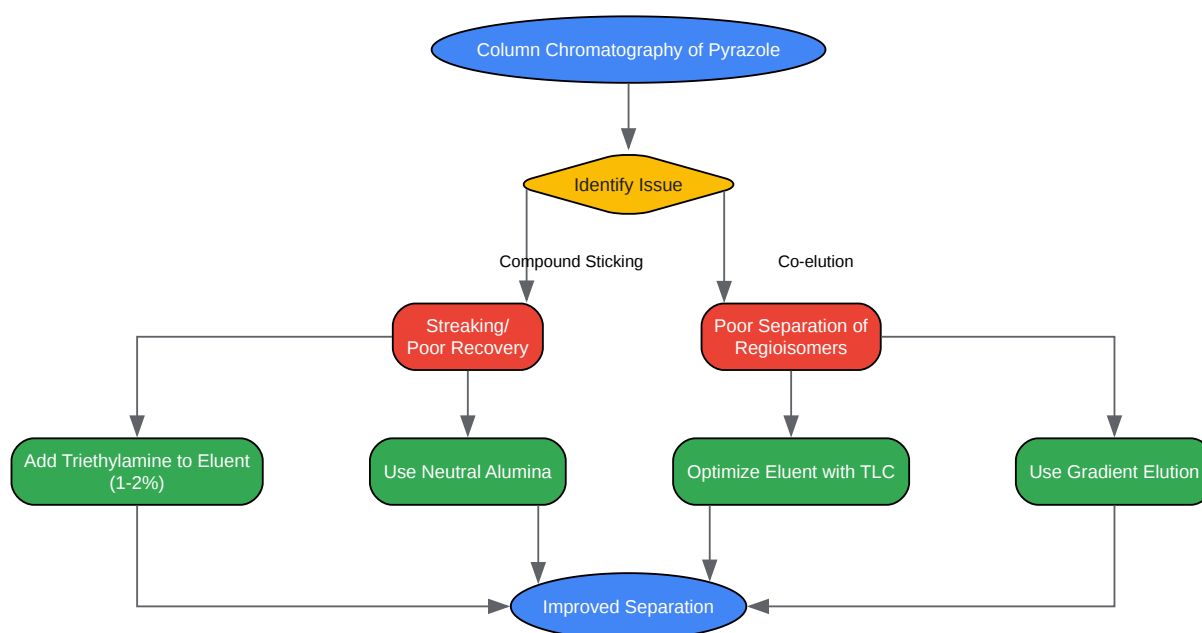 Column Chromatography of Pyrazole
Identify Issue
Compound Sticking
Co-elution
Streaking/
Poor Recovery
Poor Separation of
Regioisomers
Add Triethylamine to Eluent
(1-2%)
Use Neutral Alumina
Optimize Eluent with TLC
Use Gradient Elution
Improved Separation